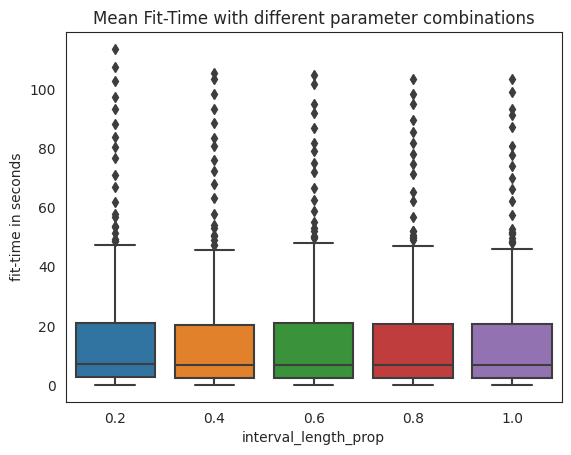 Mean Fit-Time with different parameter combinations
100
80
60
40
20
0
fit-time in seconds
0.2 0.4 0.6 0.8 1.0
interval_length_prop